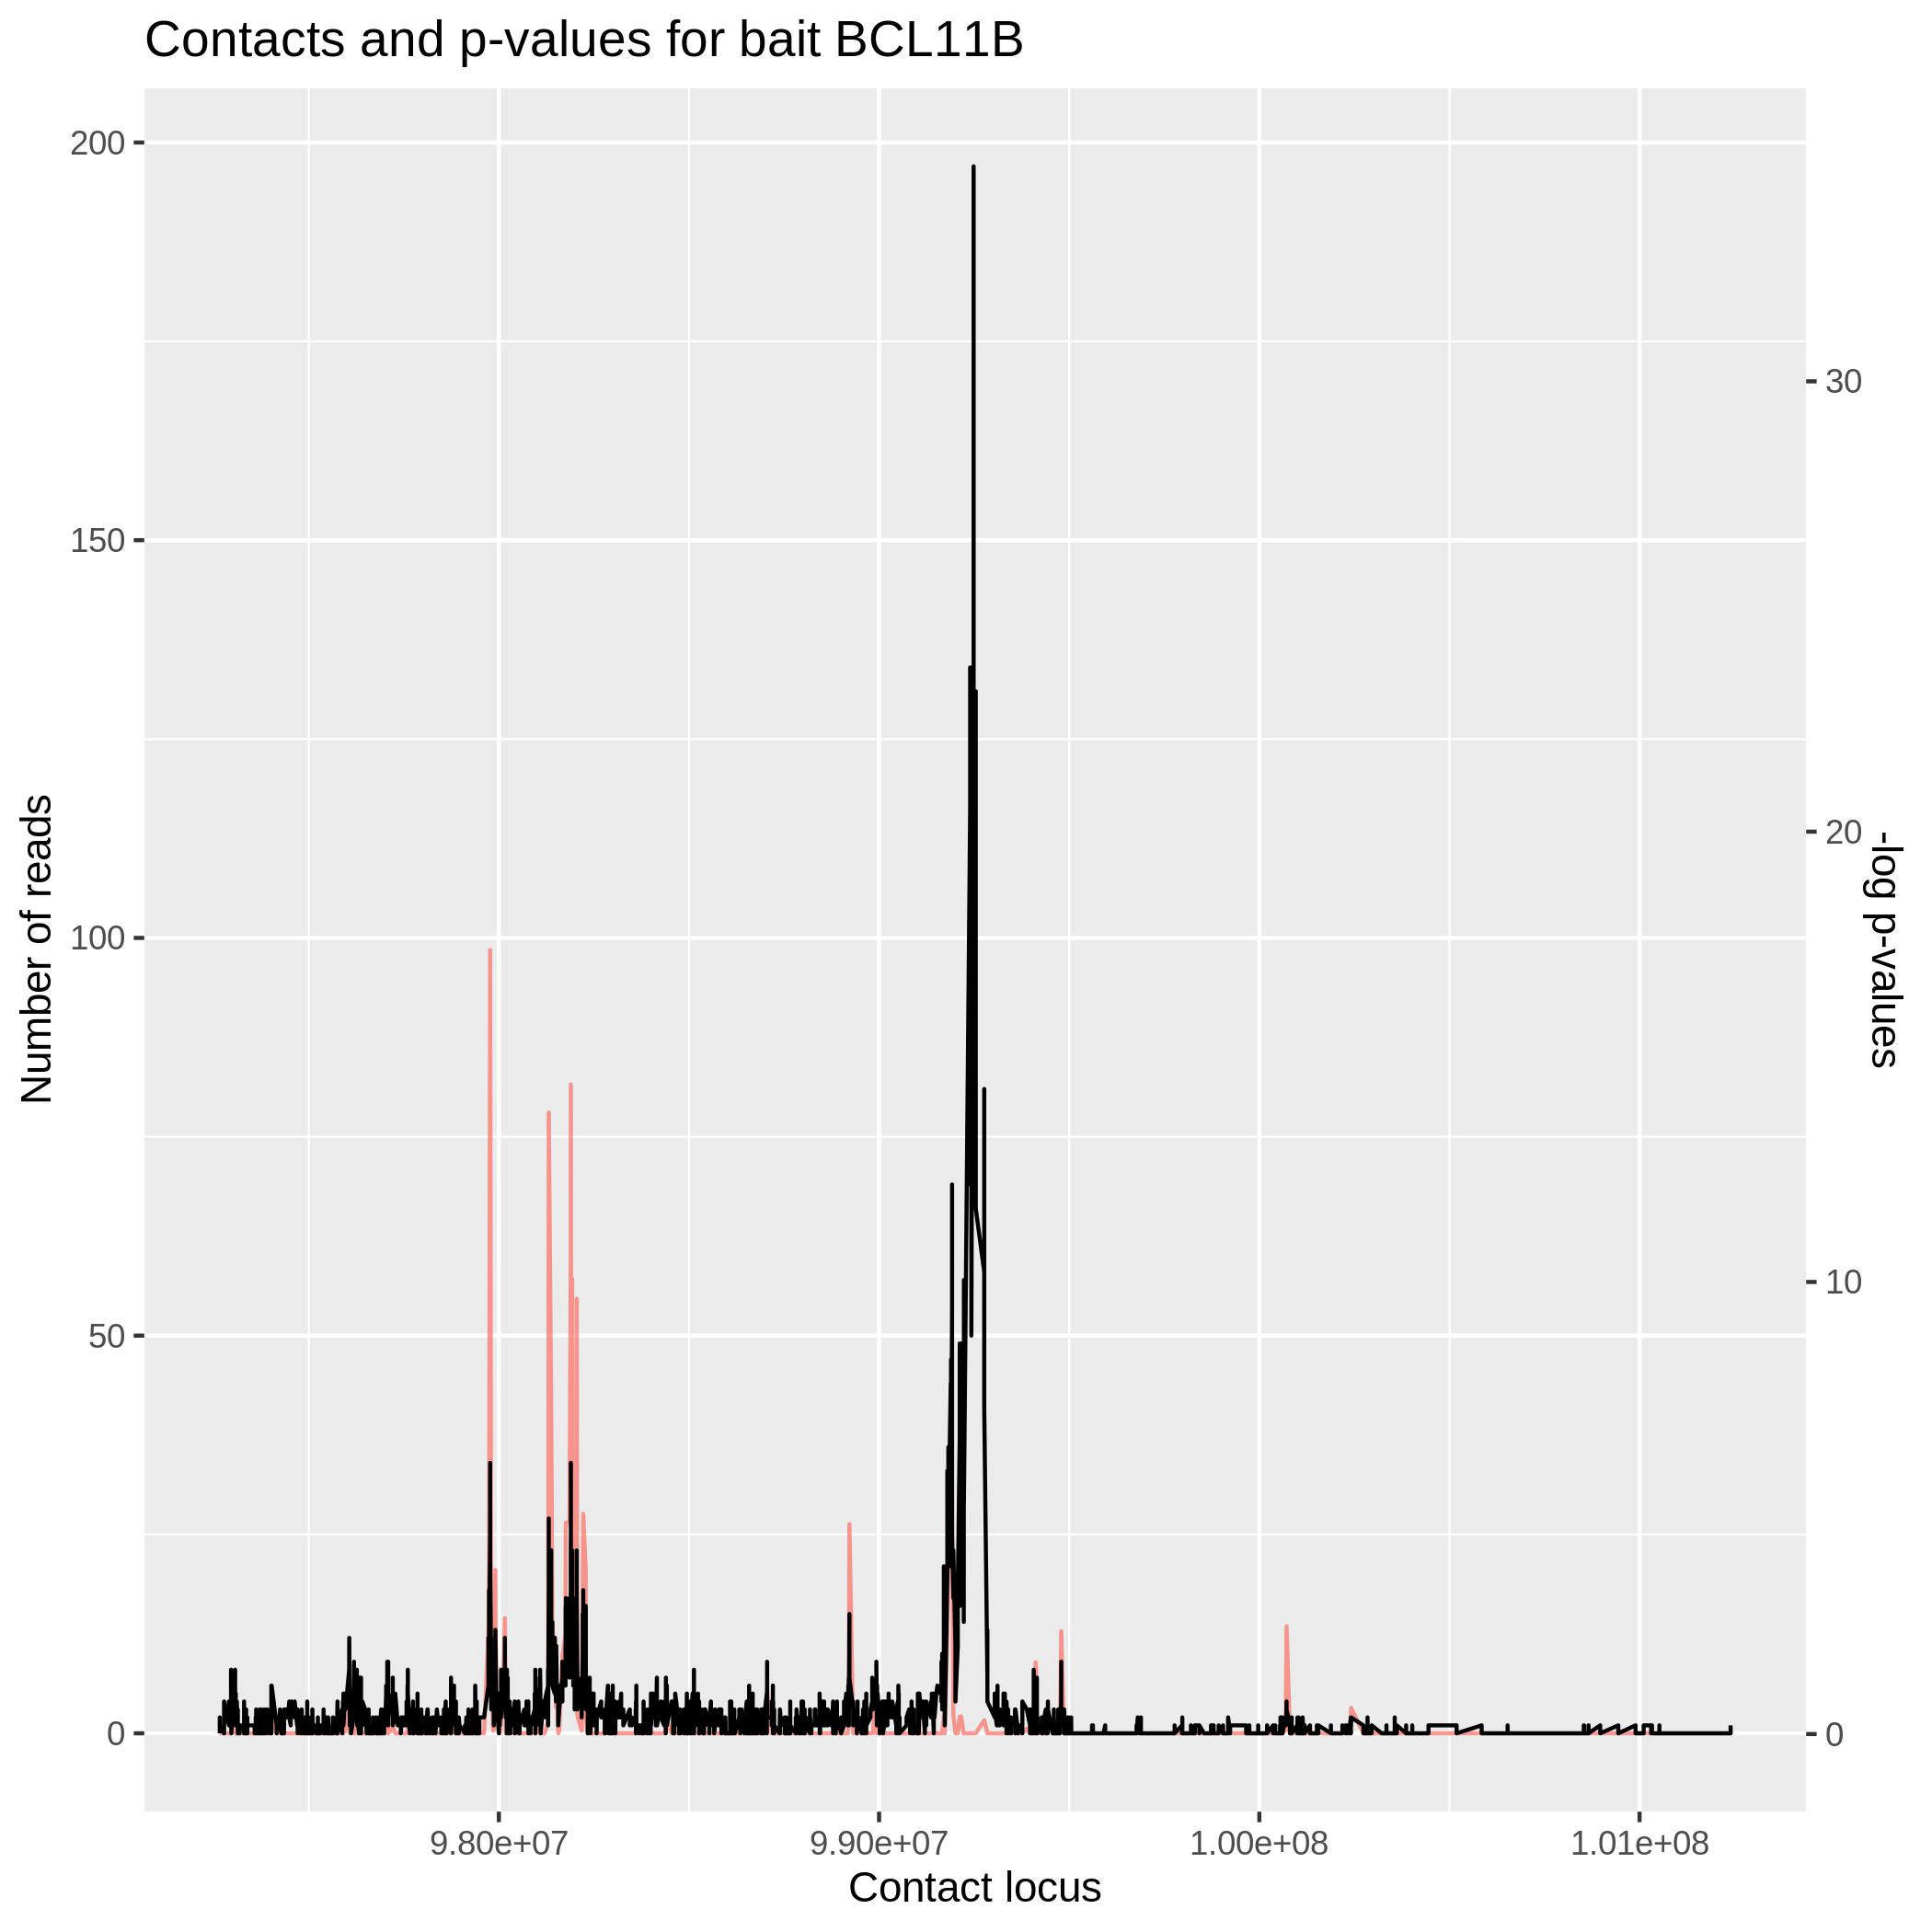 Contacts and p-values for bait BCL11B
200
150
100
50
0
Number of reads
30
20
10
0
-log p-values
9.80e+07
9.90e+07
1.00e+08
1.01e+08
Contact locus